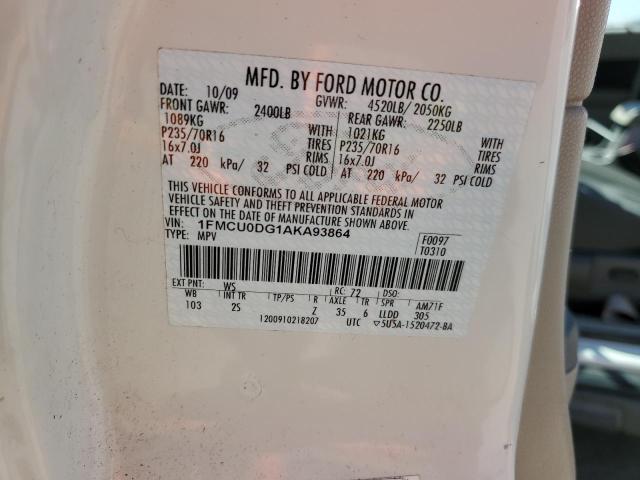 MFD. BY FORD MOTOR CO.
DATE: 10/09 GVWR: 4520LB/ 2050KG
FRONT GAWR: 2400LB REAR GAWR: 2250LB
1089KG WITH 1021KG WITH
P235/70R16 TIRES P235/70R16 TIRES
16x7.0J RIMS 16x7.0J RIMS
AT 220 kPa/ 32 PSI COLD AT 220 kPa/ 32 PSI COLD
THIS VEHICLE CONFORMS TO ALL APPLICABLE FEDERAL MOTOR
VEHICLE SAFETY AND THEFT PREVENTION STANDARDS IN
EFFECT ON THE DATE OF MANUFACTURE SHOWN ABOVE.
VIN: 1FMCU0DG1AKA93864 F0097
TYPE: MPV T0310
EXT PNT: WS RC: 72 DSO:
WB INT TR TP/PS R AXLE TR SPR AM71F
103 2S Z 35 6 LLDD 305
1200910218207 UTC ▽5U5A-1520472-BA